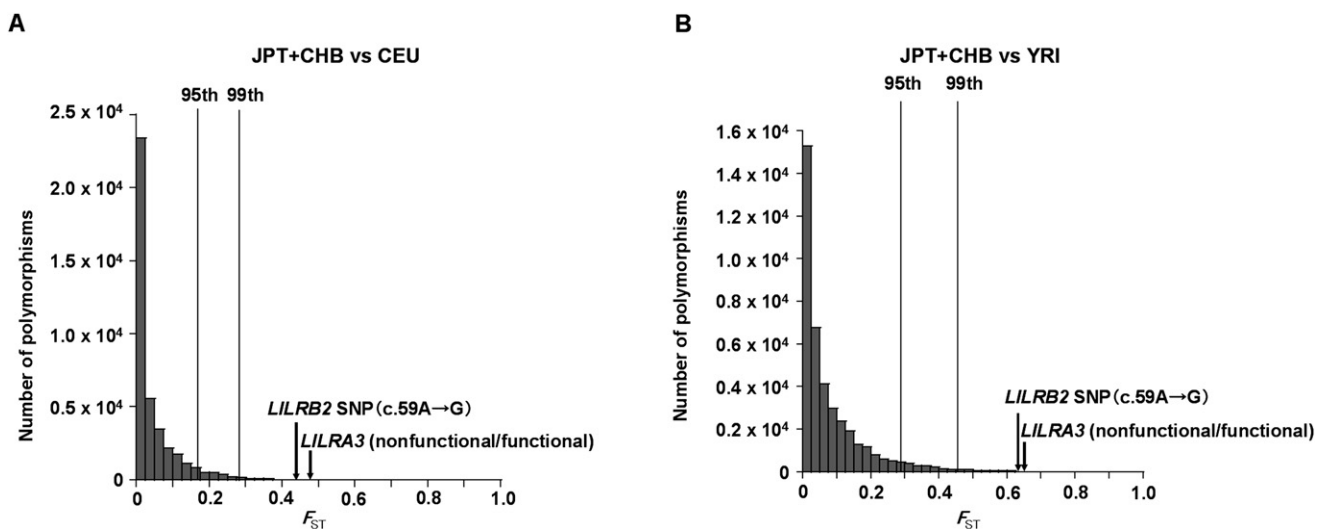 A
JPT+CHB vs CEU
95th 99th
2.5 x 10⁴
2.0 x 10⁴
1.5 x 10⁴
1.0 x 10⁴
0.5 x 10⁴
0
Number of polymorphisms
LILRB2 SNP (c.59A→G)
LILRA3 (nonfunctional/functional)
0 0.2 0.4 0.6 0.8 1.0
FST
B
JPT+CHB vs YRI
95th 99th
1.6 x 10⁴
1.4 x 10⁴
1.2 x 10⁴
1.0 x 10⁴
0.8 x 10⁴
0.6 x 10⁴
0.4 x 10⁴
0.2 x 10⁴
0
Number of polymorphisms
LILRB2 SNP (c.59A→G)
LILRA3 (nonfunctional/functional)
0 0.2 0.4 0.6 0.8 1.0
FST